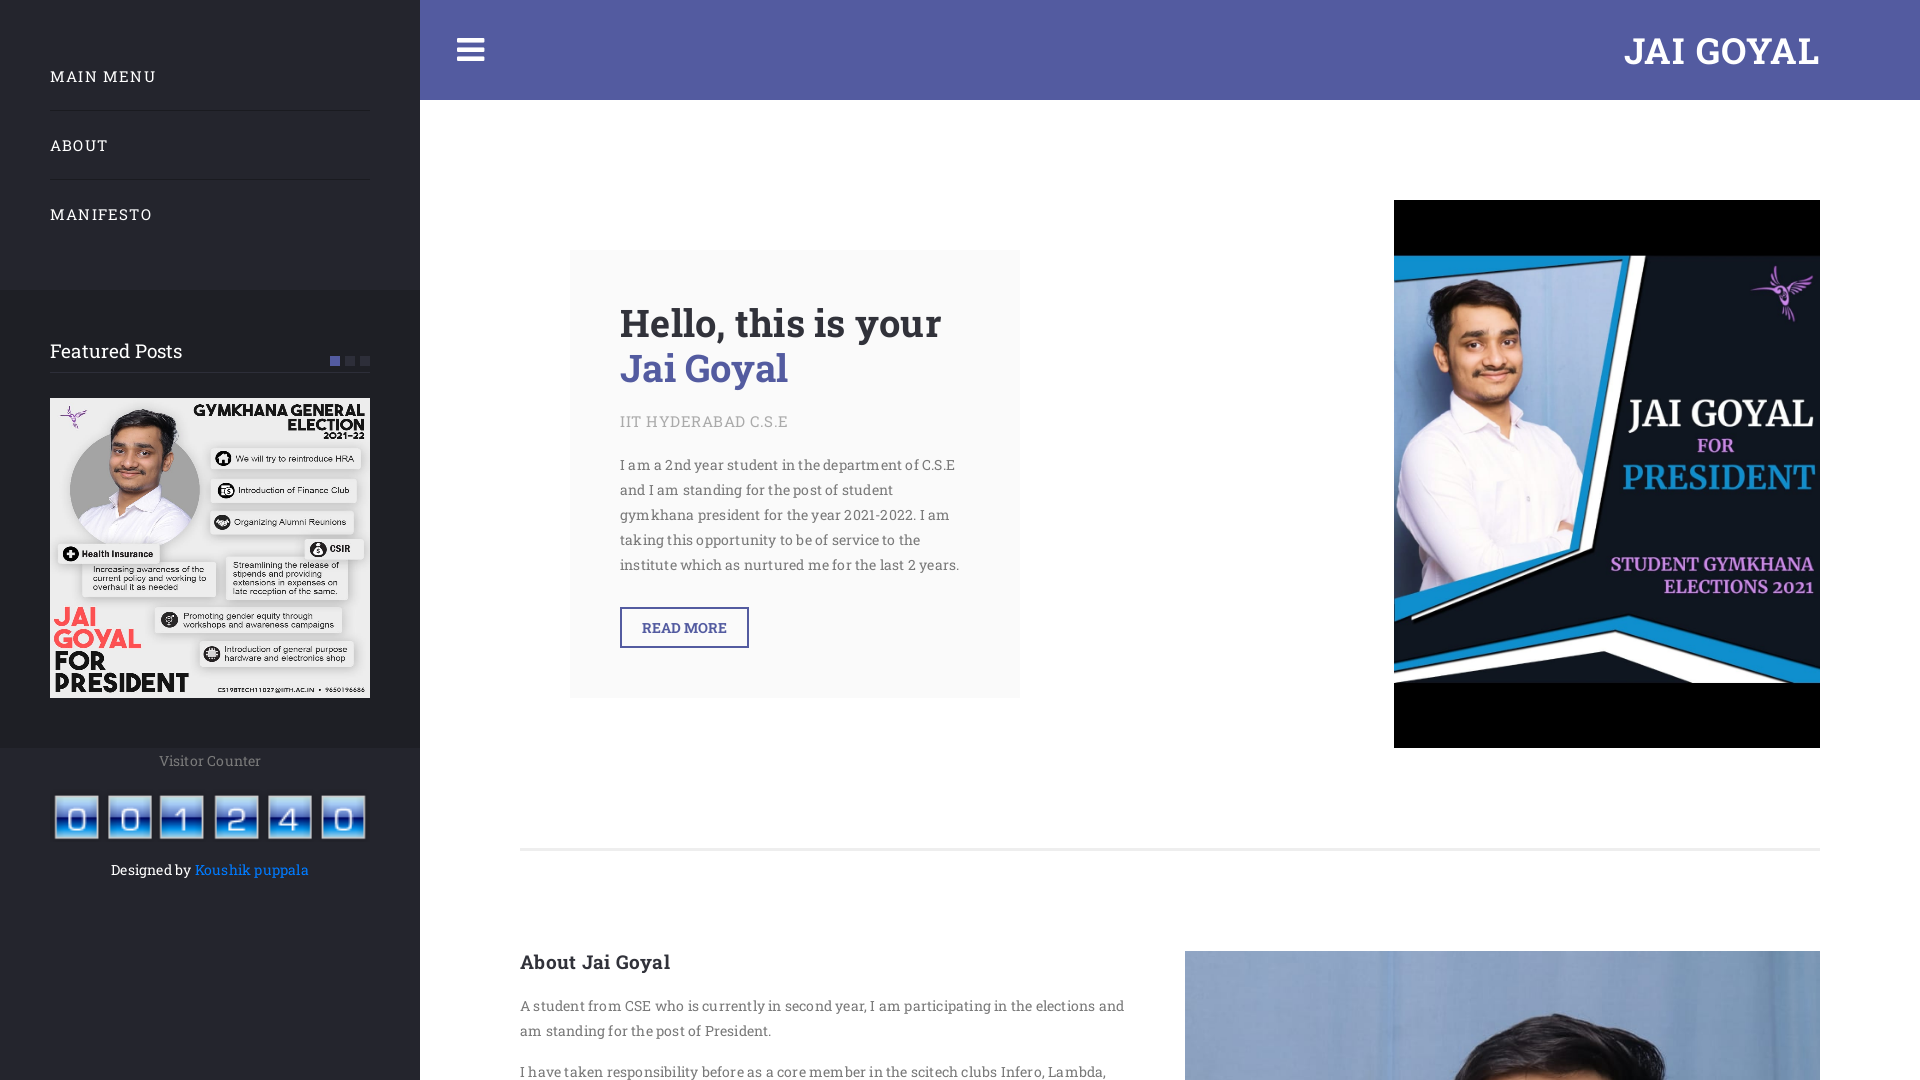 MAIN MENU
ABOUT
MANIFESTO
Featured Posts
GYMKHANA GENERAL
ELECTION
2021-22
We will try to reintroduce HRA
Introduction of Finance Club
Organizing Alumni Reunions
Health Insurance
CSIR
Increasing awareness of the
current policy and working to
overhaul it as needed
Streamlining the release of
stipends and providing
extensions in expenses on
late reception of the same.
Promoting gender equity through
workshops and awareness campaigns
Introduction of general purpose
hardware and electronics shop
JAI
GOYAL
FOR
PRESIDENT
CS19BTECH11027@IITH.AC.IN • 9650196686
Visitor Counter
001240
Designed by Koushik puppala
JAI GOYAL
Hello, this is your
Jai Goyal
IIT HYDERABAD C.S.E
I am a 2nd year student in the department of C.S.E
and I am standing for the post of student
gymkhana president for the year 2021-2022. I am
taking this opportunity to be of service to the
institute which as nurtured me for the last 2 years.
READ MORE
JAI GOYAL
FOR
PRESIDENT
STUDENT GYMKHANA
ELECTIONS 2021
About Jai Goyal
A student from CSE who is currently in second year, I am participating in the elections and
am standing for the post of President.
I have taken responsibility before as a core member in the scitech clubs Infero, Lambda,